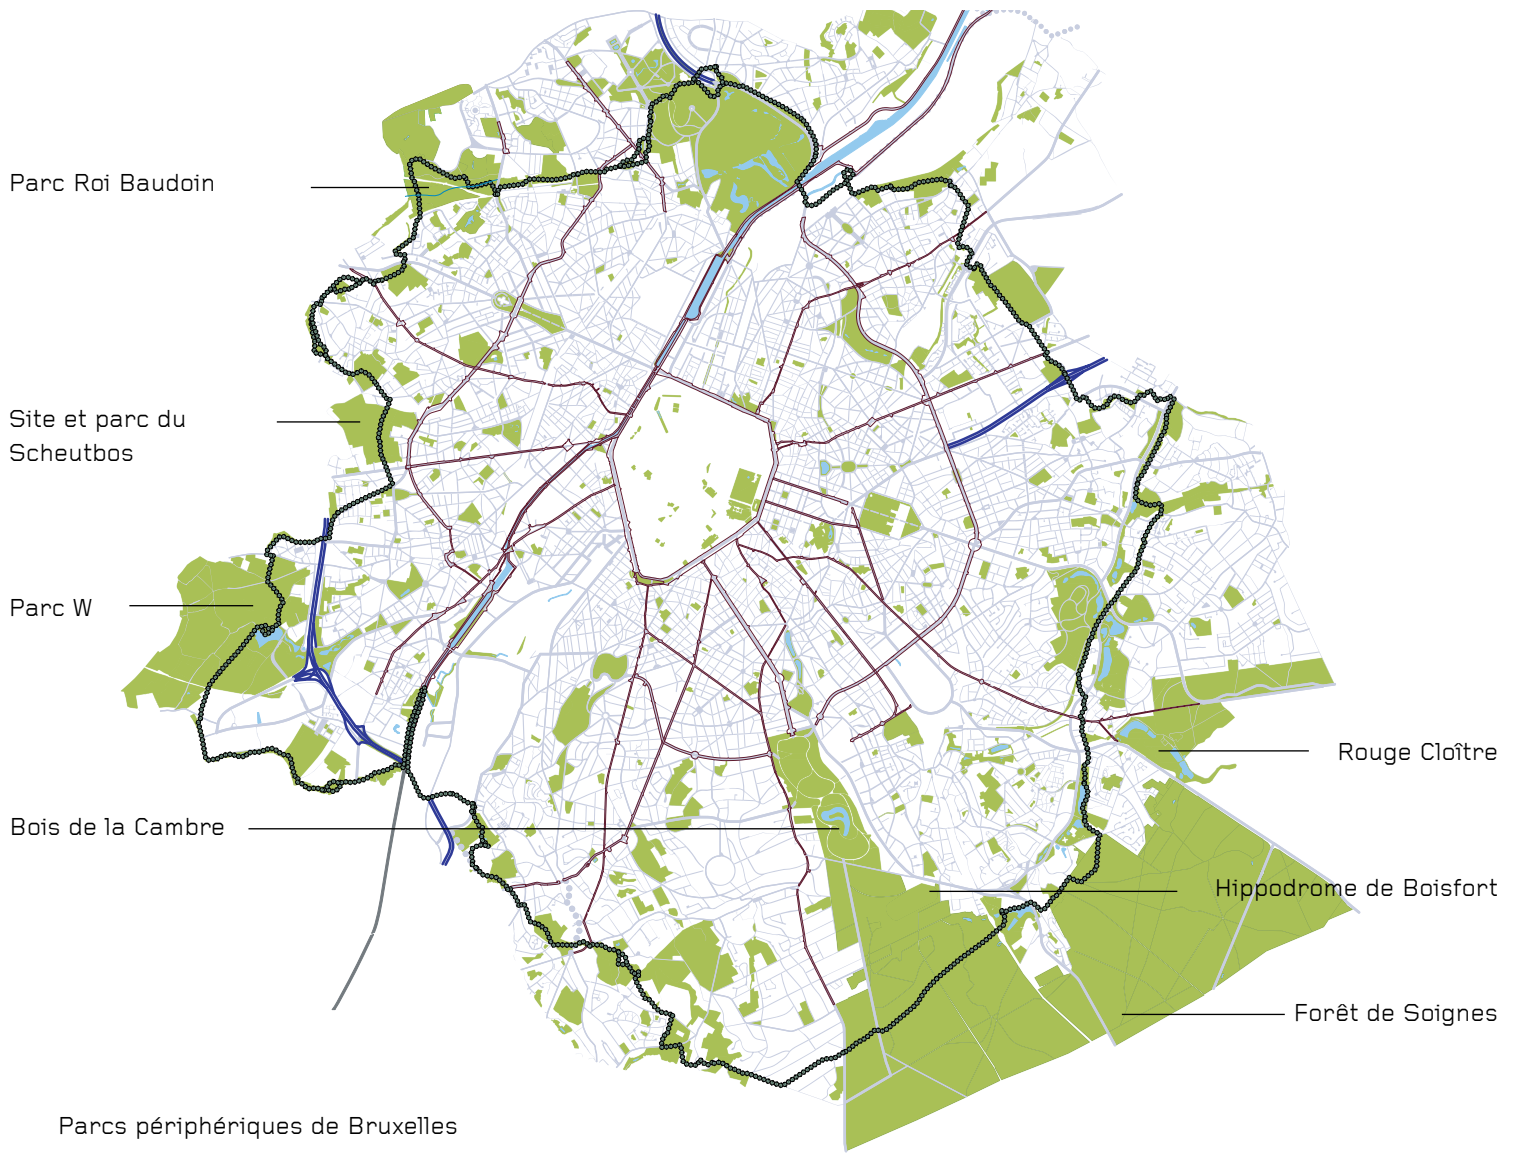 Parc Roi Baudoin
Site et parc du
Scheutbos
Parc W
Rouge Cloître
Bois de la Cambre
Hippodrome de Boisfort
Forêt de Soignes
Parcs périphériques de Bruxelles